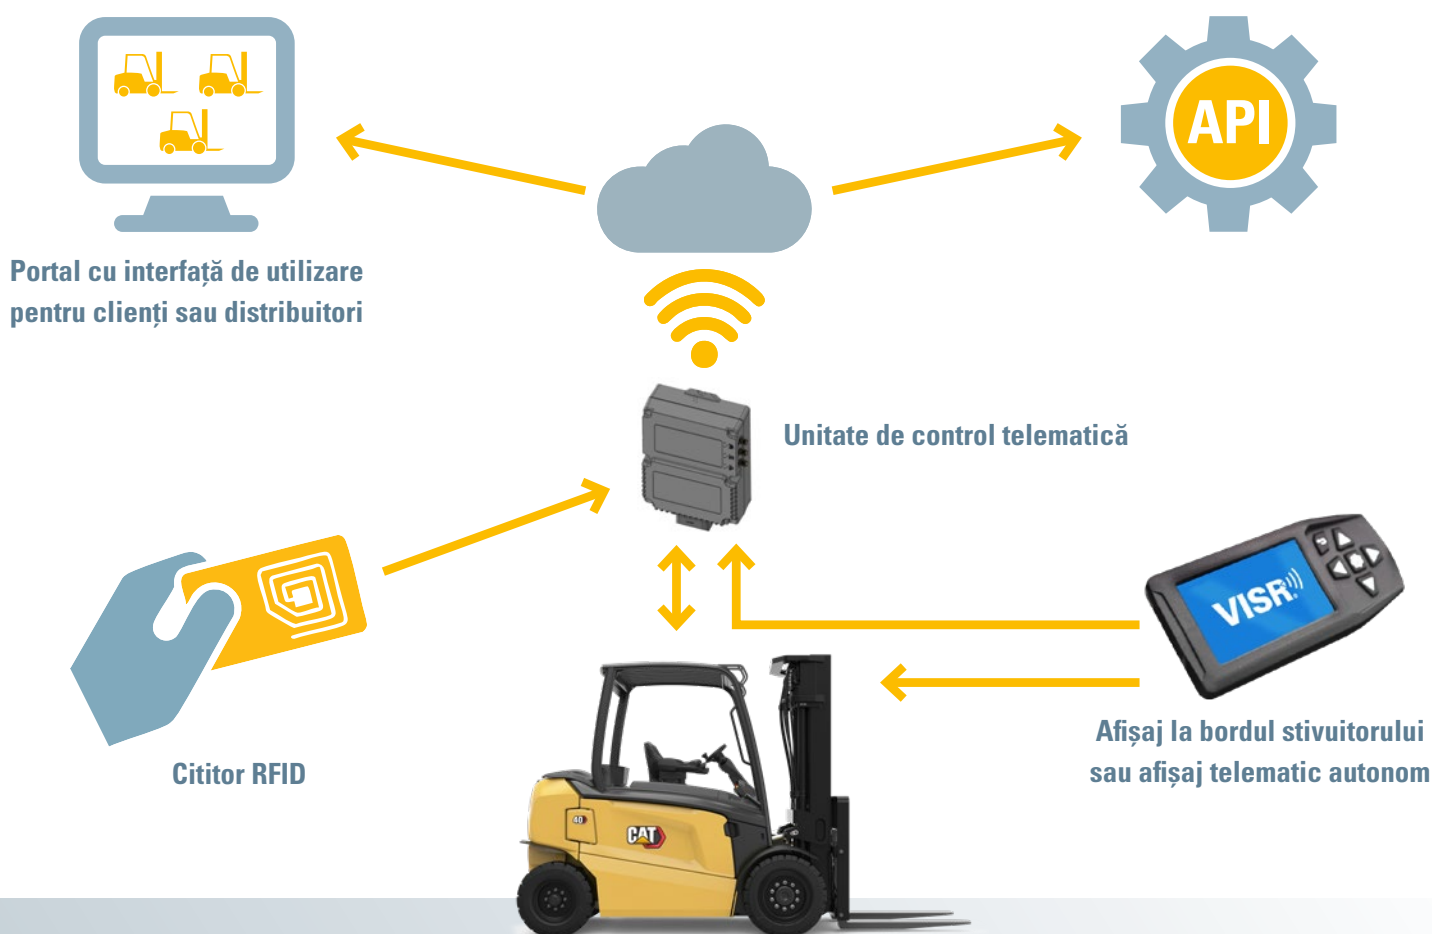 API
Portal cu interfață de utilizare
pentru clienți sau distribuitori
Unitate de control telematică
VISR
Cititor RFID
Afișaj la bordul stivuitorului
sau afișaj telematic autonom
40
CAT